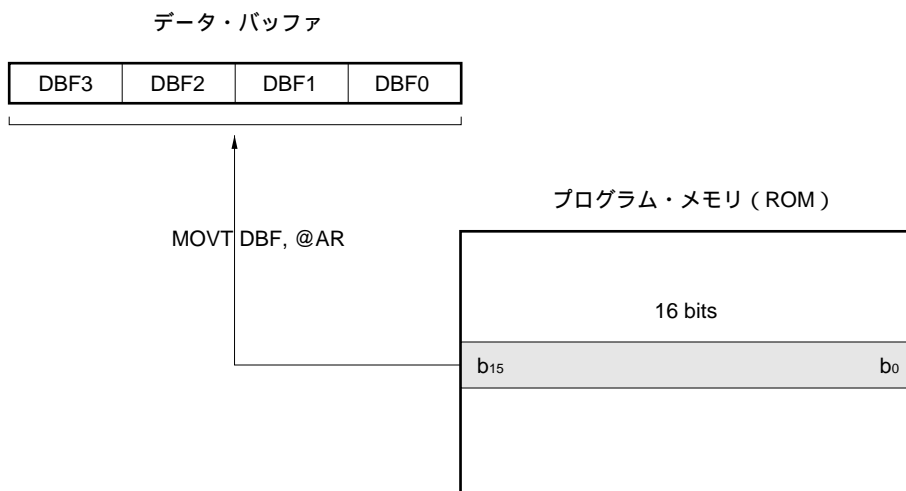 データ・バッファ
DBF3 DBF2 DBF1 DBF0
プログラム・メモリ（ROM）
MOVT DBF, @AR
16 bits
b15 b0